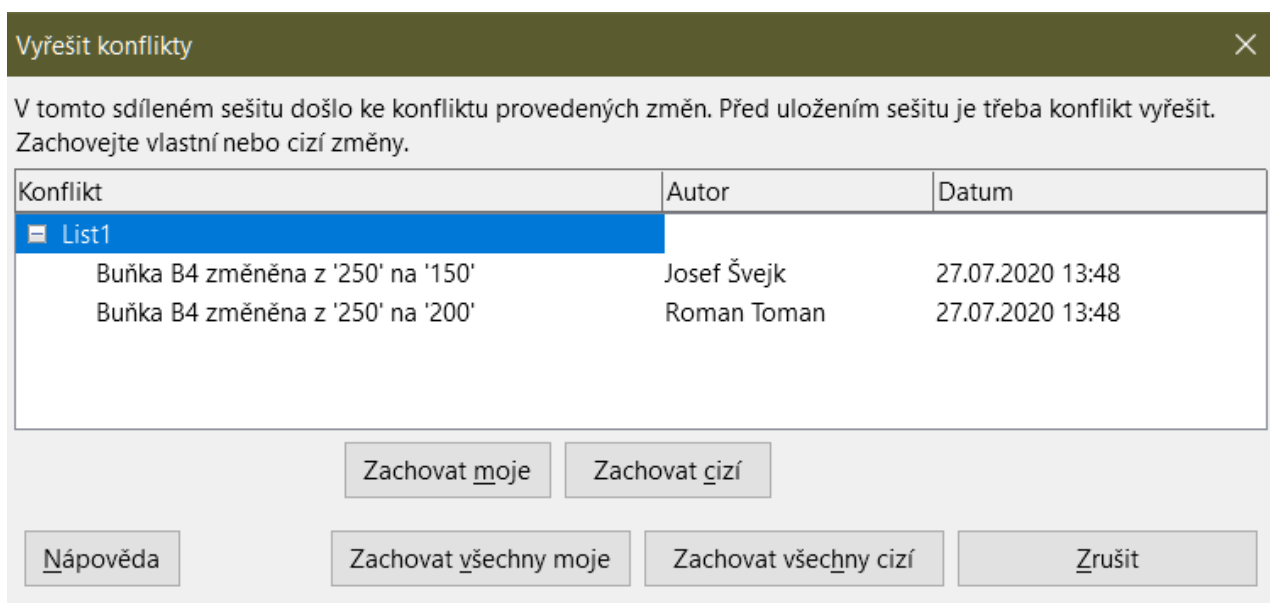 Vyřešit konflikty
V tomto sdíleném sešitu došlo ke konfliktu provedených změn. Před uložením sešitu je třeba konflikt vyřešit.
Zachovejte vlastní nebo cizí změny.
Konflikt Autor Datum
List1
Buňka B4 změněna z '250' na '150' Josef Švejk 27.07.2020 13:48
Buňka B4 změněna z '250' na '200' Roman Toman 27.07.2020 13:48
Zachovat moje Zachovat cizí
Nápověda Zachovat všechny moje Zachovat všechny cizí Zrušit